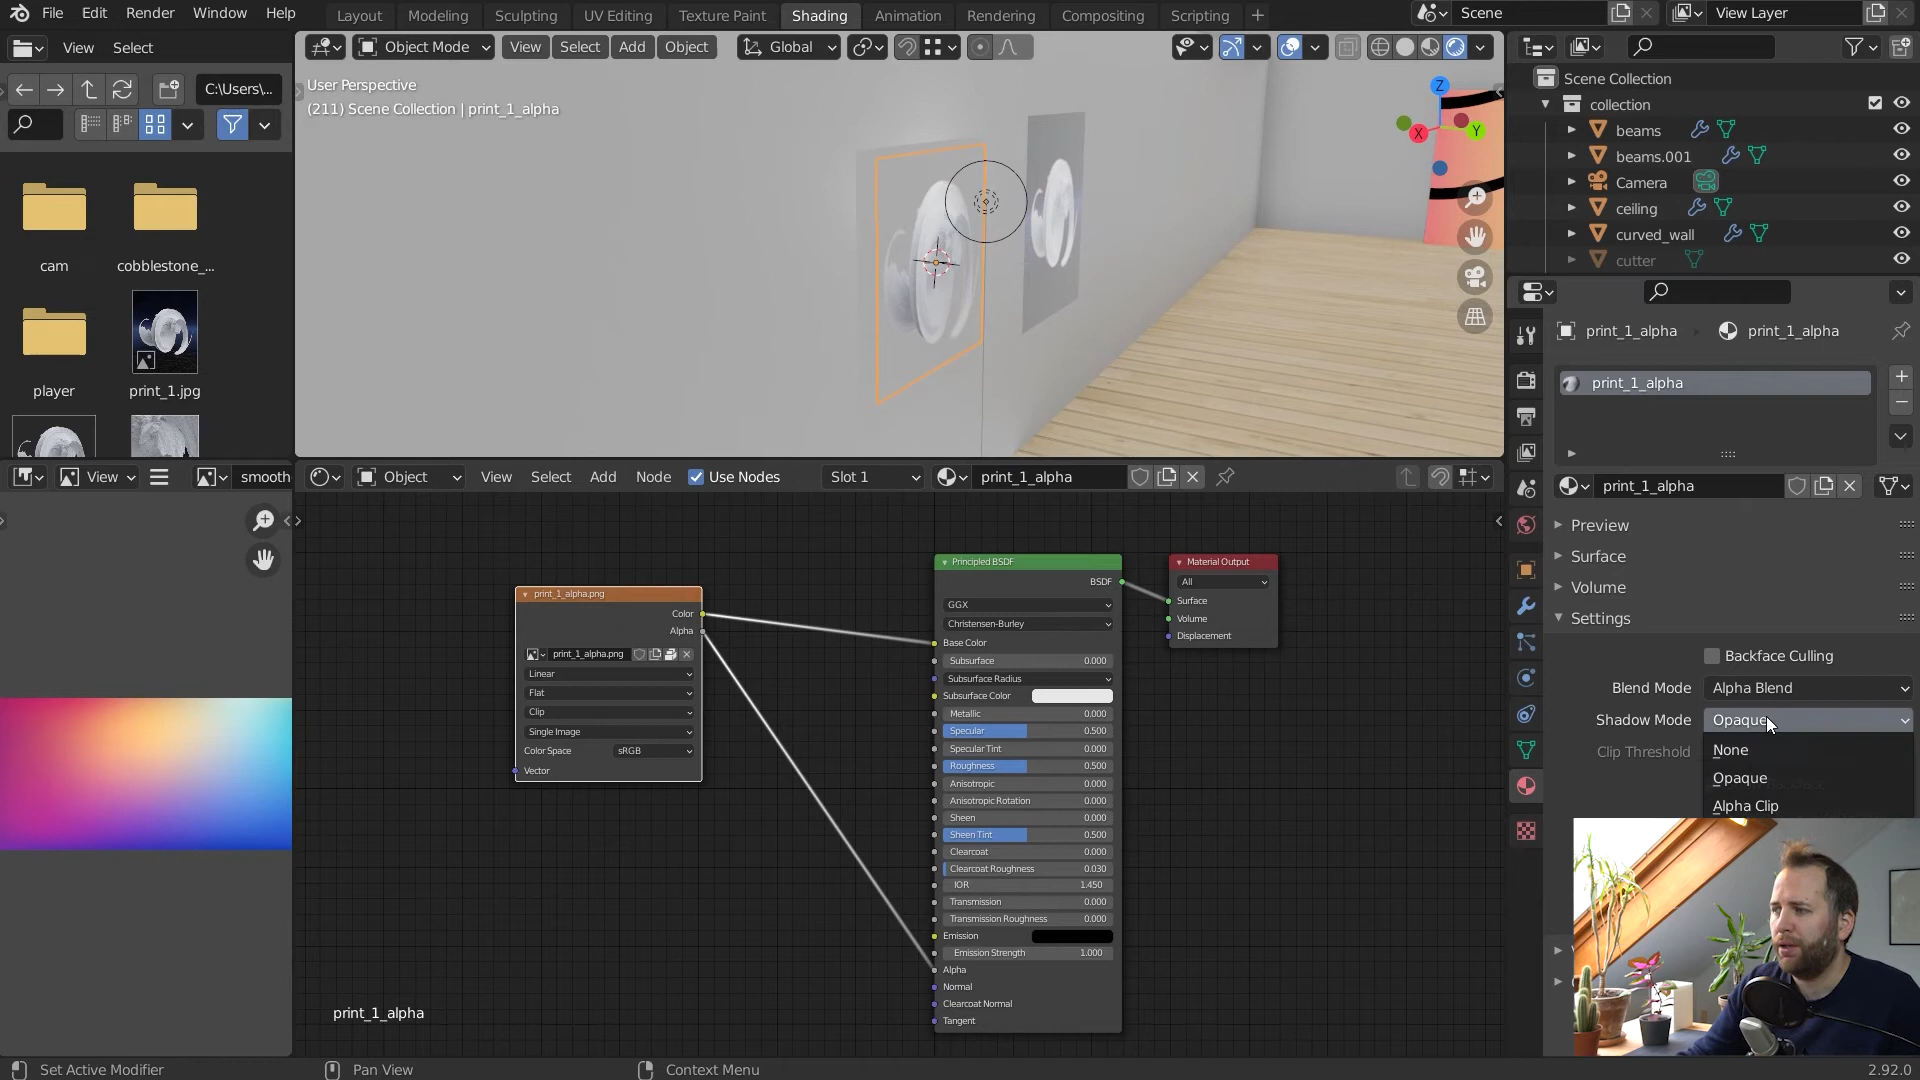 File Edit Render Window Help
Layout Modeling Sculpting UV Editing Texture Paint Shading Animation Rendering Compositing Scripting +
Scene
View Layer
View Select
Object Mode
View Select Add Object
Global
C:\Users\...
User Perspective
(211) Scene Collection | print_1_alpha
Z
X
Y
cam
cobblestone_...
player
print_1.jpg
Scene Collection
collection
beams
beams.001
Camera
ceiling
curved_wall
cutter
print_1_alpha
print_1_alpha
print_1_alpha
print_1_alpha
Preview
Surface
Volume
Settings
Backface Culling
Blend Mode Alpha Blend
Shadow Mode Opaque
Clip Threshold
None
Opaque
Alpha Clip
View
smooth
Object
View Select Add Node
Use Nodes
Slot 1
print_1_alpha
print_1_alpha.png
Color
Alpha
print_1_alpha.png
Linear
Flat
Clip
Single Image
Color Space sRGB
Vector
Principled BSDF
BSDF
GGX
Christensen-Burley
Base Color
Subsurface 0.000
Subsurface Radius
Subsurface Color
Metallic 0.000
Specular 0.500
Specular Tint 0.000
Roughness 0.500
Anisotropic 0.000
Anisotropic Rotation 0.000
Sheen 0.000
Sheen Tint 0.500
Clearcoat 0.000
Clearcoat Roughness 0.030
IOR 1.450
Transmission 0.000
Transmission Roughness 0.000
Emission
Emission Strength 1.000
Alpha
Normal
Clearcoat Normal
Tangent
Material Output
All
Surface
Volume
Displacement
print_1_alpha
Set Active Modifier
Pan View
Context Menu
2.92.0